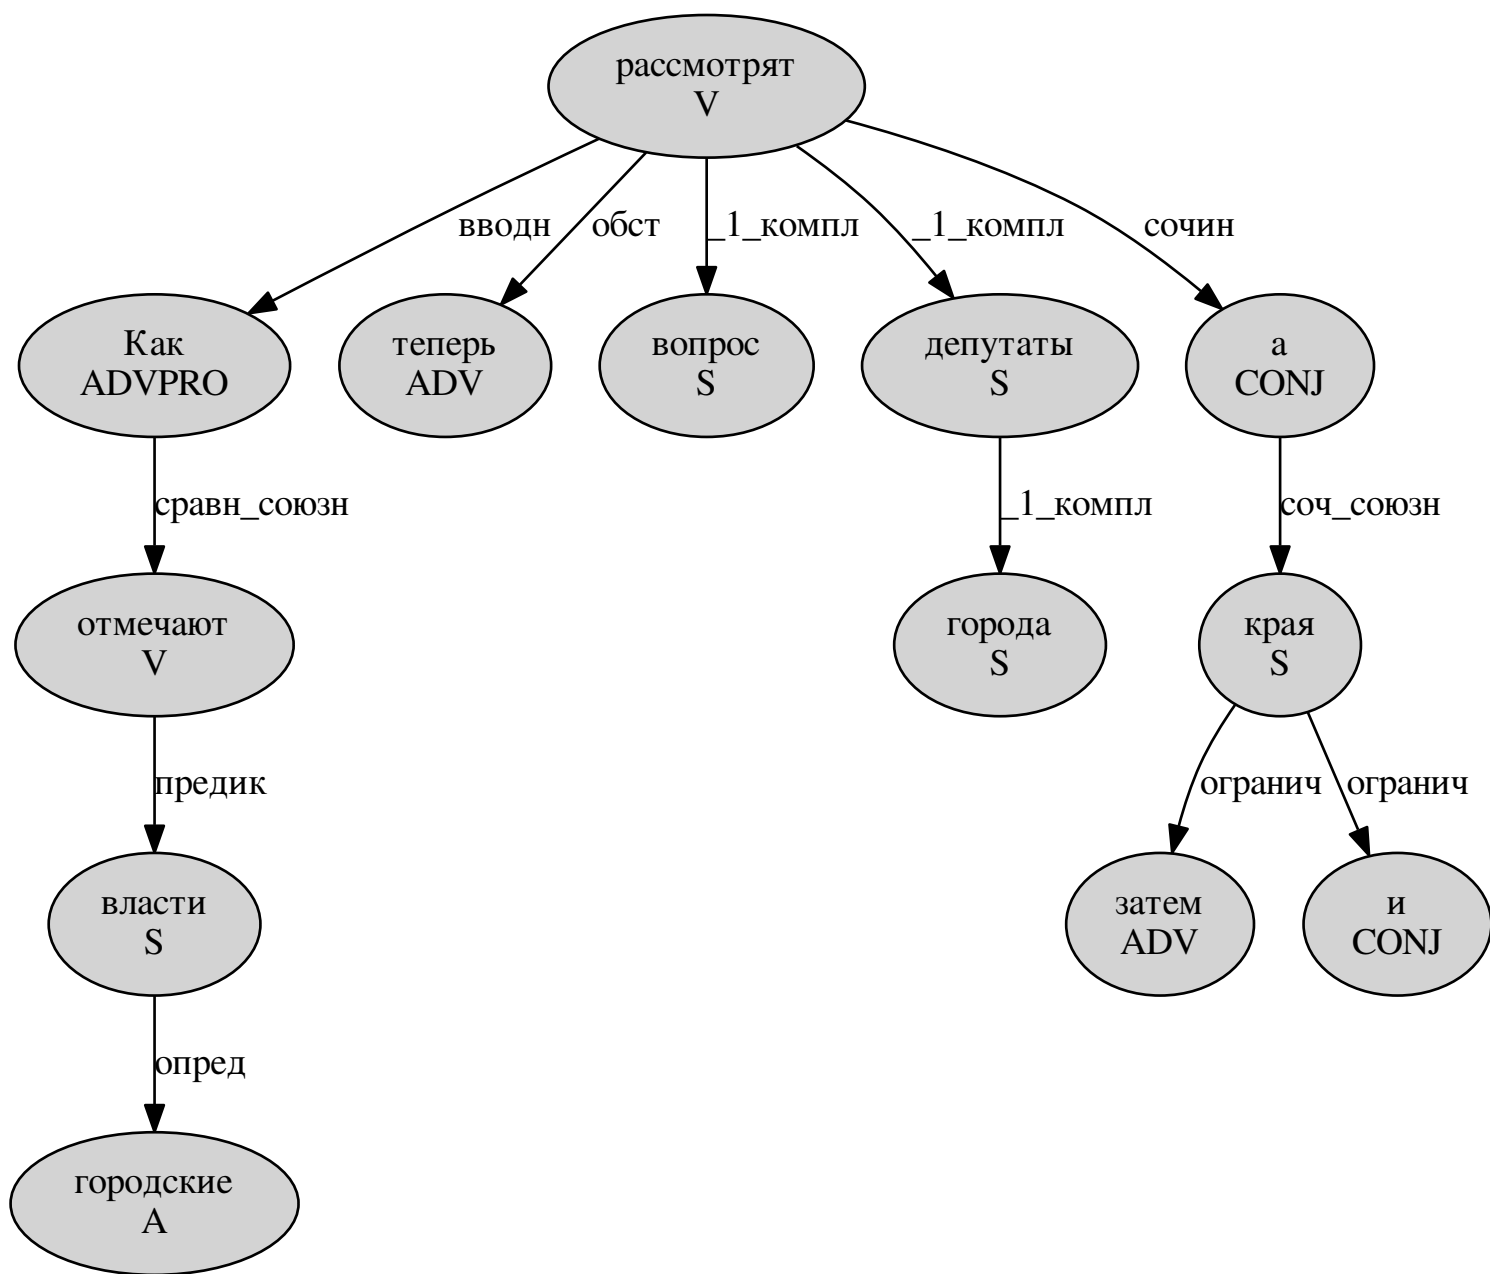 рассмотрят
V
вводн
обст
_1_компл
_1_компл
сочин
Как
ADVPRO
теперь
ADV
вопрос
S
депутаты
S
а
CONJ
сравн_союзн
_1_компл
соч_союзн
отмечают
V
города
S
края
S
предик
огранич
огранич
власти
S
затем
ADV
и
CONJ
опред
городские
A